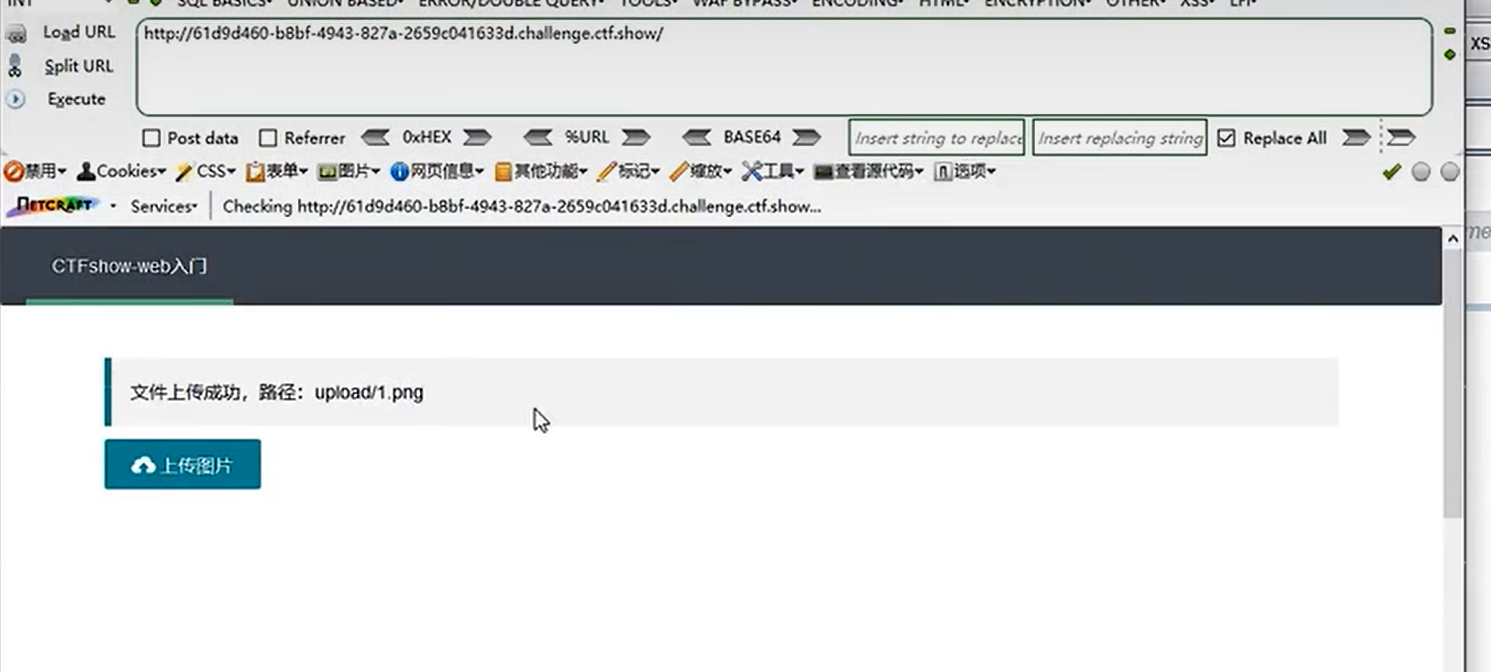 INT SQL BASICS▾ UNION BASED▾ ERROR/DOUBLE QUERY▾ TOOLS▾ WAF BYPASS▾ ENCODING▾ HTML▾ ENCRYPTION▾ OTHER▾ XSS▾ LFI▾
Load URL http://61d9d460-b8bf-4943-827a-2659c041633d.challenge.ctf.show/
XS
Split URL
Execute
Post data Referrer 0xHEX %URL BASE64 Insert string to replace Insert replacing string Replace All
禁用▾ Cookies▾ CSS▾ 表单▾ 图片▾ 网页信息▾ 其他功能▾ 标记▾ 缩放▾ 工具▾ 查看源代码▾ 选项▾
NETCRAFT Services▾ Checking http://61d9d460-b8bf-4943-827a-2659c041633d.challenge.ctf.show...
CTFshow-web入门
文件上传成功，路径：upload/1.png
上传图片